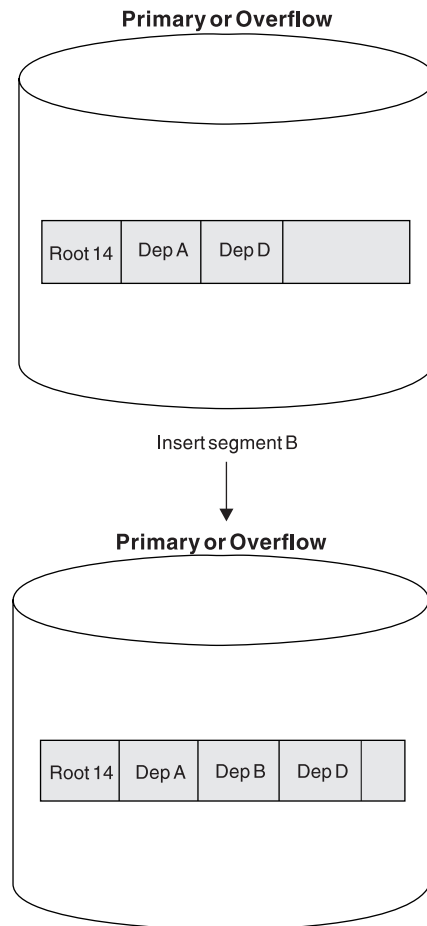 Primary or Overflow
Root 14 Dep A Dep D
Insert segment B
Primary or Overflow
Root 14 Dep A Dep B Dep D